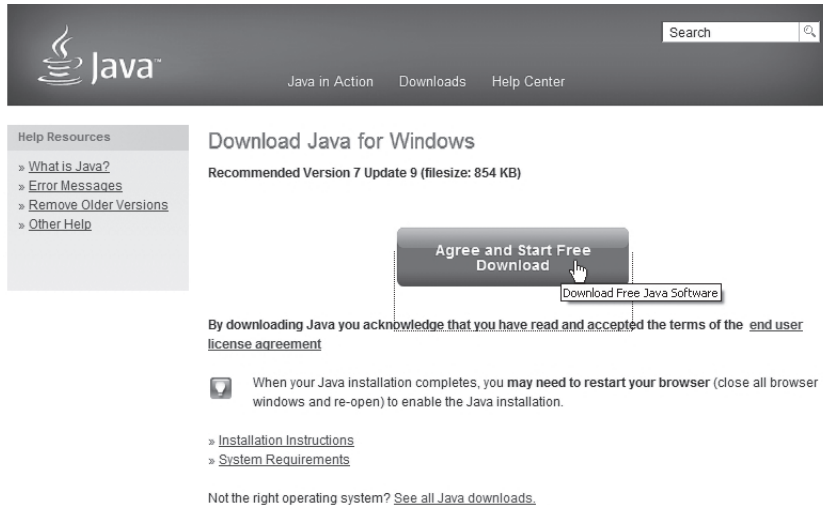 Java™
Search
Java in Action Downloads Help Center
Help Resources
» What is Java?
» Error Messages
» Remove Older Versions
» Other Help
Download Java for Windows
Recommended Version 7 Update 9 (filesize: 854 KB)
Agree and Start Free
Download
Download Free Java Software
By downloading Java you acknowledge that you have read and accepted the terms of the end user
license agreement
When your Java installation completes, you may need to restart your browser (close all browser
windows and re-open) to enable the Java installation.
» Installation Instructions
» System Requirements
Not the right operating system? See all Java downloads.